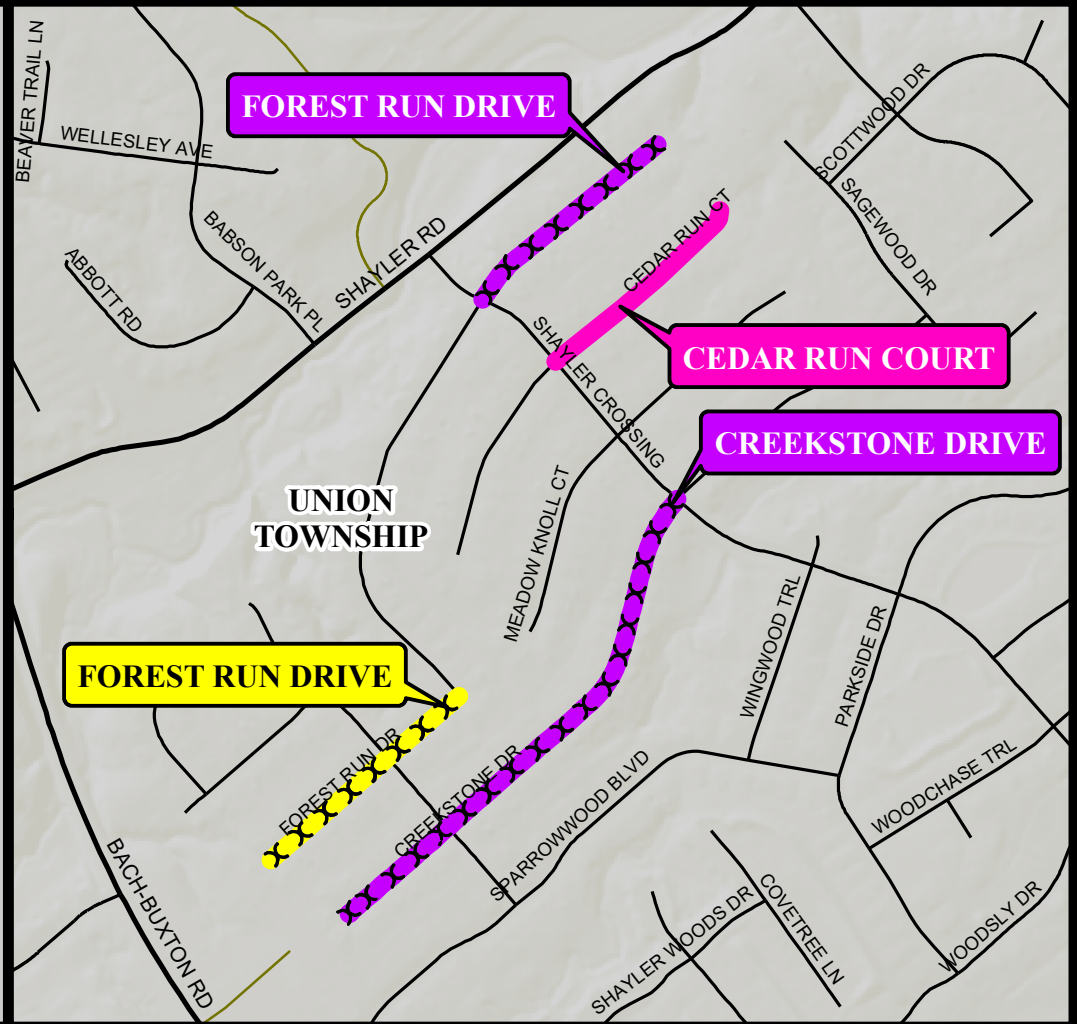 BEAVER TRAIL LN
WELLESLEY AVE
FOREST RUN DRIVE
SCOTTWOOD DR
SAGEWOOD DR
BABSON PARK PL
SHAYLER RD
ABBOTT RD
CEDAR RUN CT
SHAYLER CROSSING
CEDAR RUN COURT
CREEKSTONE DRIVE
UNION
TOWNSHIP
MEADOW KNOLL CT
WINGWOOD TRL
PARKSIDE DR
FOREST RUN DRIVE
FOREST RUN DR
CREEKSTONE DR
SPARROWWOOD BLVD
WOODCHASE TRL
BACH-BUXTON RD
SHAYLER WOODS DR
COVETREE LN
WOODSLY DR